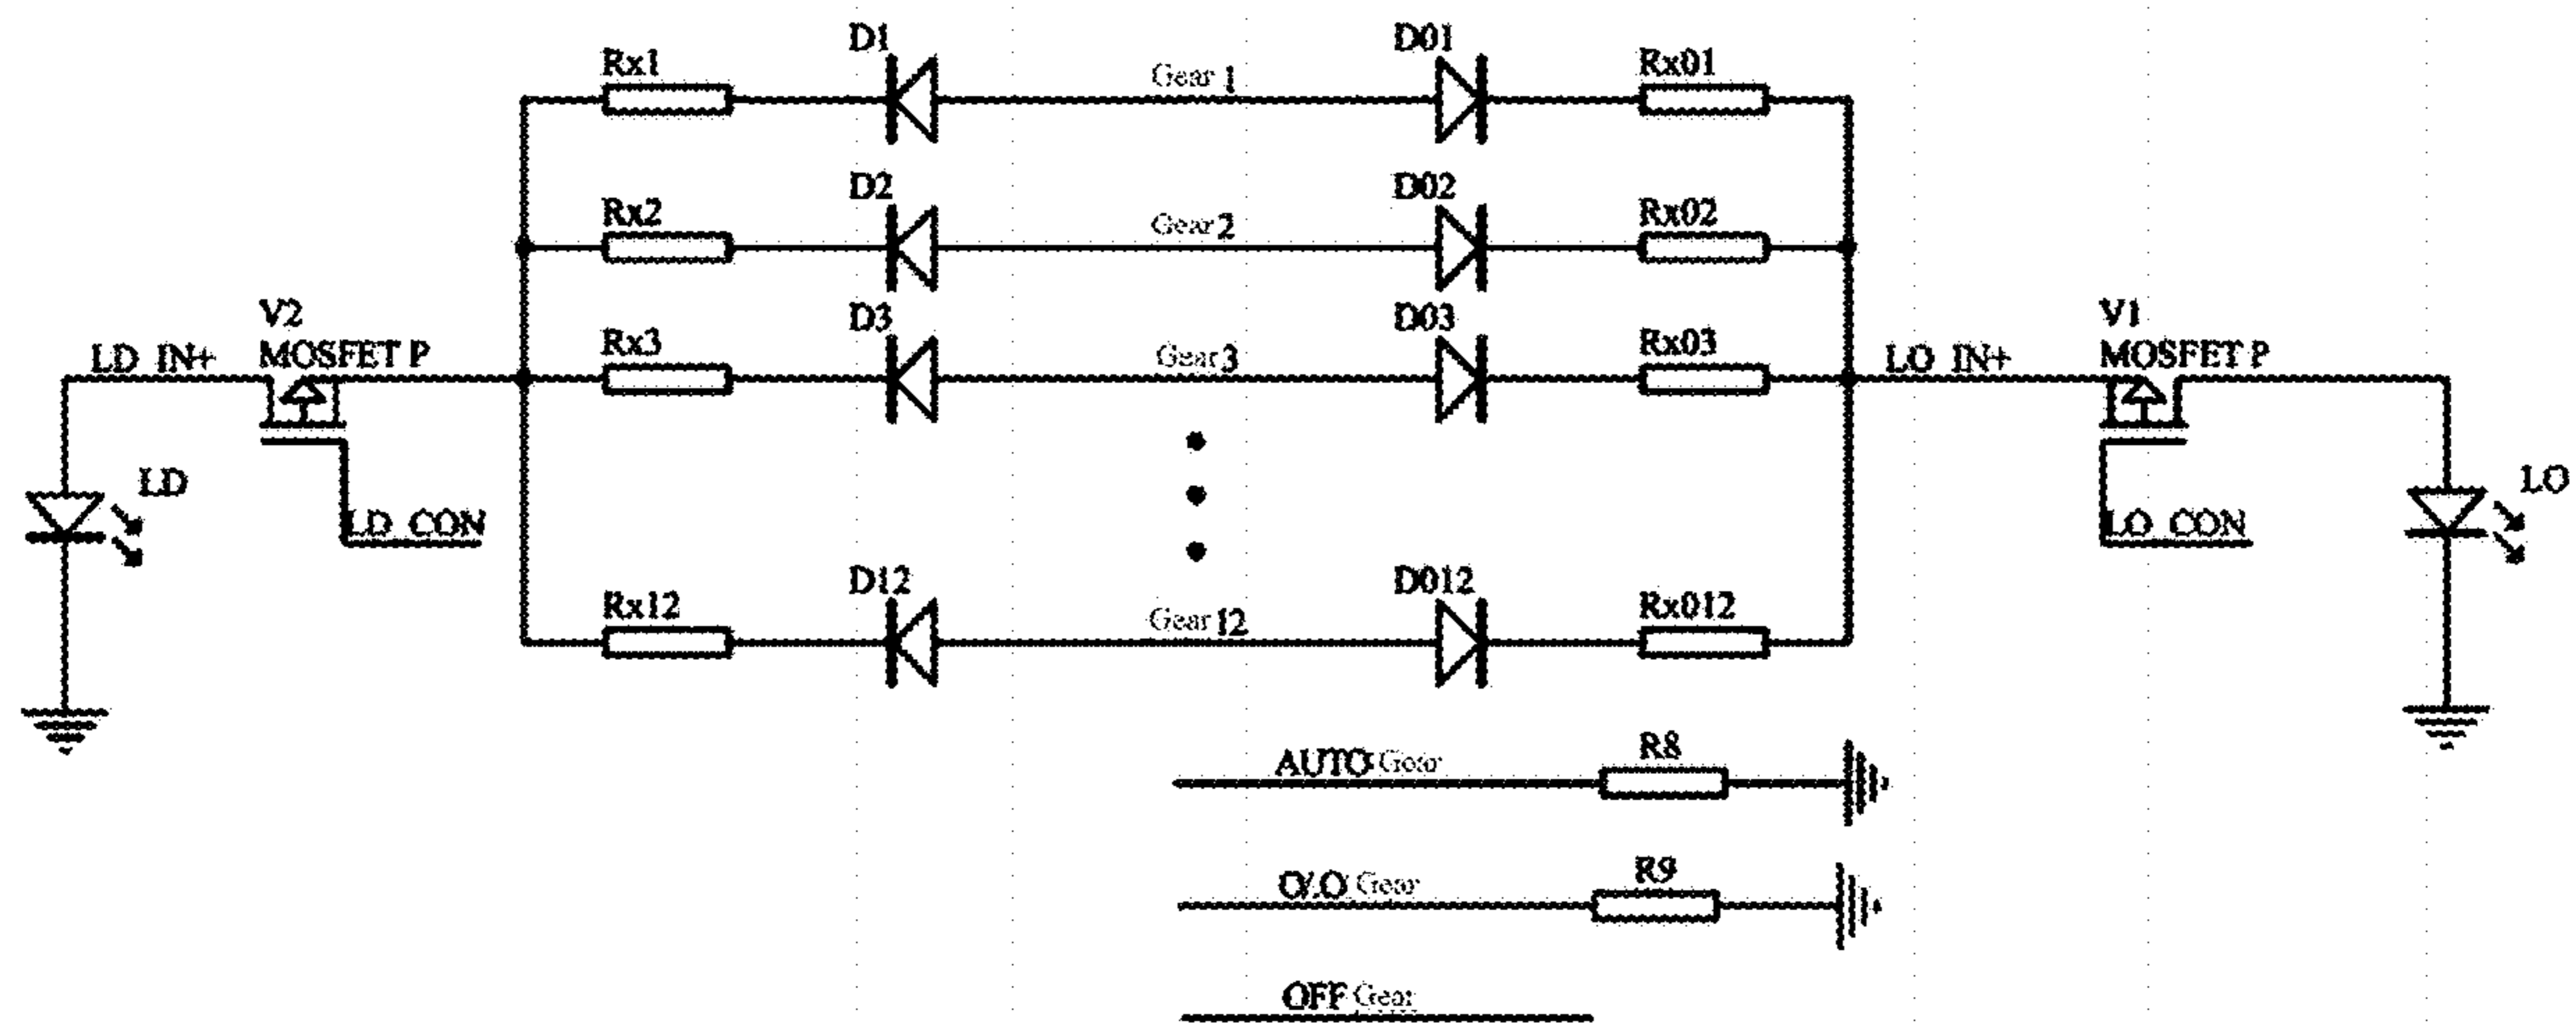 D1 D01
Rx1 Gear 1 Rx01
D2 D02
Rx2 Gear 2 Rx02
V2 D3 D03 V1
LD IN+ MOSFET P Rx3 Gear 3 Rx03 LO IN+ MOSFET P
LD LO
LD CON LO CON
D12 D012
Rx12 Gear 12 Rx012
R8
AUTO Gear
R9
O/O Gear
OFF Gear